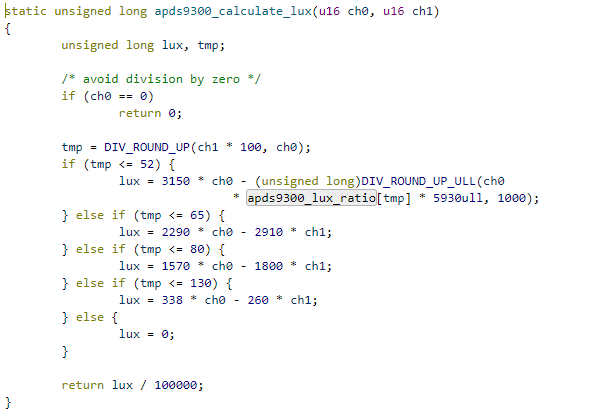 static unsigned long apds9300_calculate_lux(u16 ch0, u16 ch1)
{
        unsigned long lux, tmp;

        /* avoid division by zero */
        if (ch0 == 0)
                return 0;

        tmp = DIV_ROUND_UP(ch1 * 100, ch0);
        if (tmp <= 52) {
                lux = 3150 * ch0 - (unsigned long)DIV_ROUND_UP_ULL(ch0
                                * apds9300_lux_ratio[tmp] * 5930ull, 1000);
        } else if (tmp <= 65) {
                lux = 2290 * ch0 - 2910 * ch1;
        } else if (tmp <= 80) {
                lux = 1570 * ch0 - 1800 * ch1;
        } else if (tmp <= 130) {
                lux = 338 * ch0 - 260 * ch1;
        } else {
                lux = 0;
        }

        return lux / 100000;
}